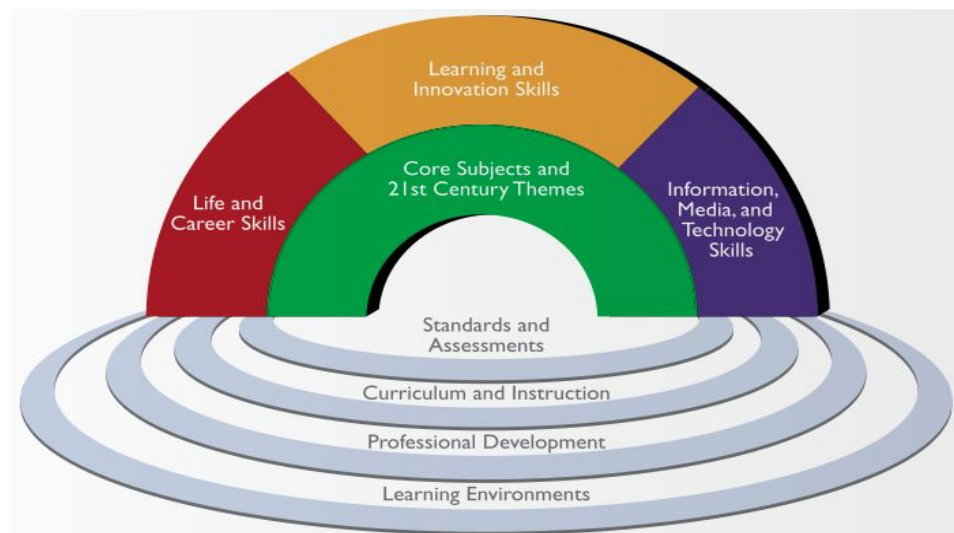 Learning and
Innovation Skills
Core Subjects and
21st Century Themes
Life and
Career Skills
Information,
Media, and
Technology
Skills
Standards and
Assessments
Curriculum and Instruction
Professional Development
Learning Environments